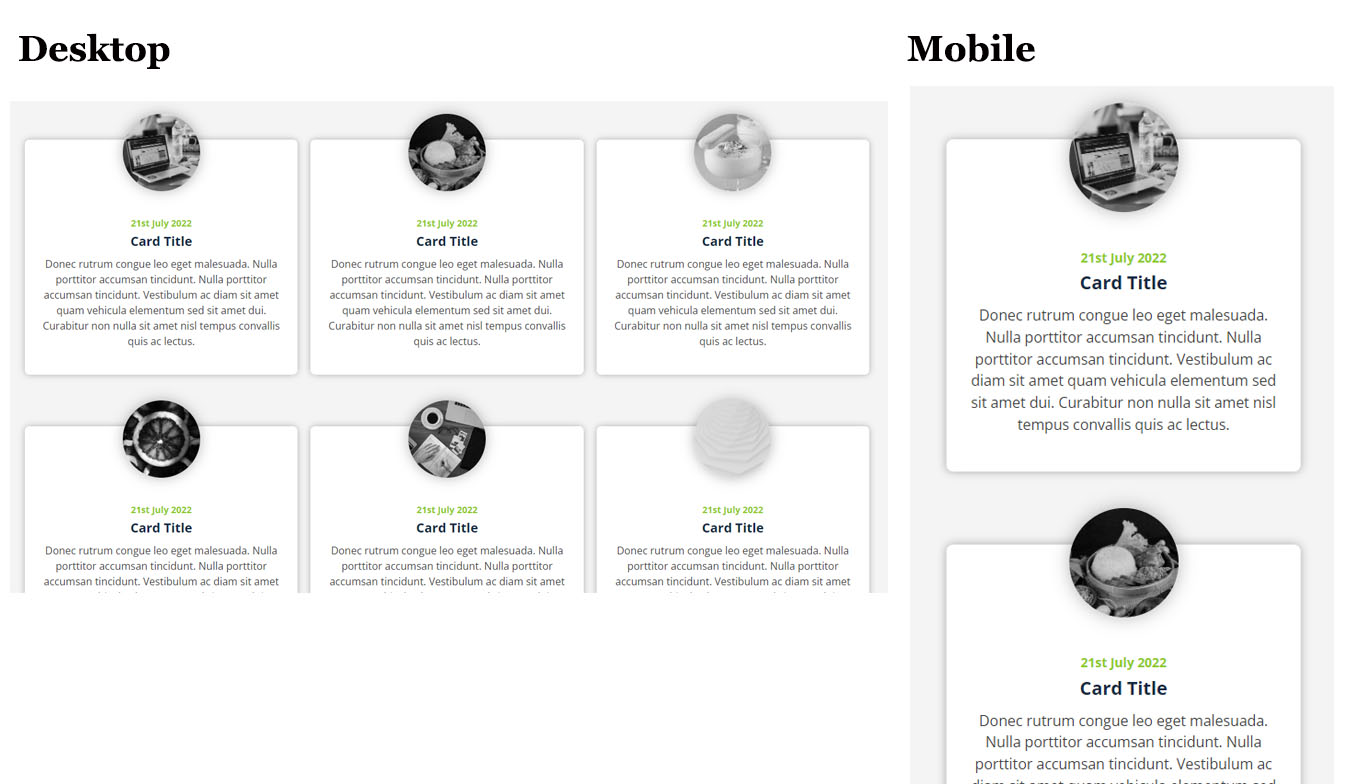 Desktop
21st July 2022
Card Title
Donec rutrum congue leo eget malesuada. Nulla
porttitor accumsan tincidunt. Nulla porttitor
accumsan tincidunt. Vestibulum ac diam sit amet
quam vehicula elementum sed sit amet dui.
Curabitur non nulla sit amet nisl tempus convallis
quis ac lectus.
21st July 2022
Card Title
Donec rutrum congue leo eget malesuada. Nulla
porttitor accumsan tincidunt. Nulla porttitor
accumsan tincidunt. Vestibulum ac diam sit amet
quam vehicula elementum sed sit amet dui.
Curabitur non nulla sit amet nisl tempus convallis
quis ac lectus.
21st July 2022
Card Title
Donec rutrum congue leo eget malesuada. Nulla
porttitor accumsan tincidunt. Nulla porttitor
accumsan tincidunt. Vestibulum ac diam sit amet
quam vehicula elementum sed sit amet dui.
Curabitur non nulla sit amet nisl tempus convallis
quis ac lectus.
21st July 2022
Card Title
Donec rutrum congue leo eget malesuada. Nulla
porttitor accumsan tincidunt. Nulla porttitor
accumsan tincidunt. Vestibulum ac diam sit amet
21st July 2022
Card Title
Donec rutrum congue leo eget malesuada. Nulla
porttitor accumsan tincidunt. Nulla porttitor
accumsan tincidunt. Vestibulum ac diam sit amet
21st July 2022
Card Title
Donec rutrum congue leo eget malesuada. Nulla
porttitor accumsan tincidunt. Nulla porttitor
accumsan tincidunt. Vestibulum ac diam sit amet
Mobile
21st July 2022
Card Title
Donec rutrum congue leo eget malesuada.
Nulla porttitor accumsan tincidunt. Nulla
porttitor accumsan tincidunt. Vestibulum ac
diam sit amet quam vehicula elementum sed
sit amet dui. Curabitur non nulla sit amet nisl
tempus convallis quis ac lectus.
21st July 2022
Card Title
Donec rutrum congue leo eget malesuada.
Nulla porttitor accumsan tincidunt. Nulla
porttitor accumsan tincidunt. Vestibulum ac